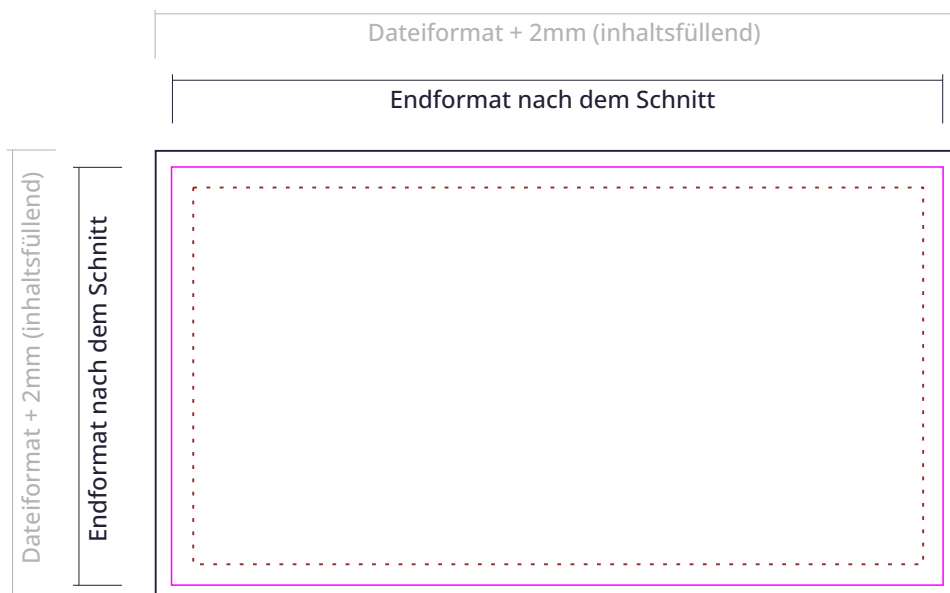 Dateiformat + 2mm (inhaltsfüllend)
Endformat nach dem Schnitt
Dateiformat + 2mm (inhaltsfüllend)
Endformat nach dem Schnitt